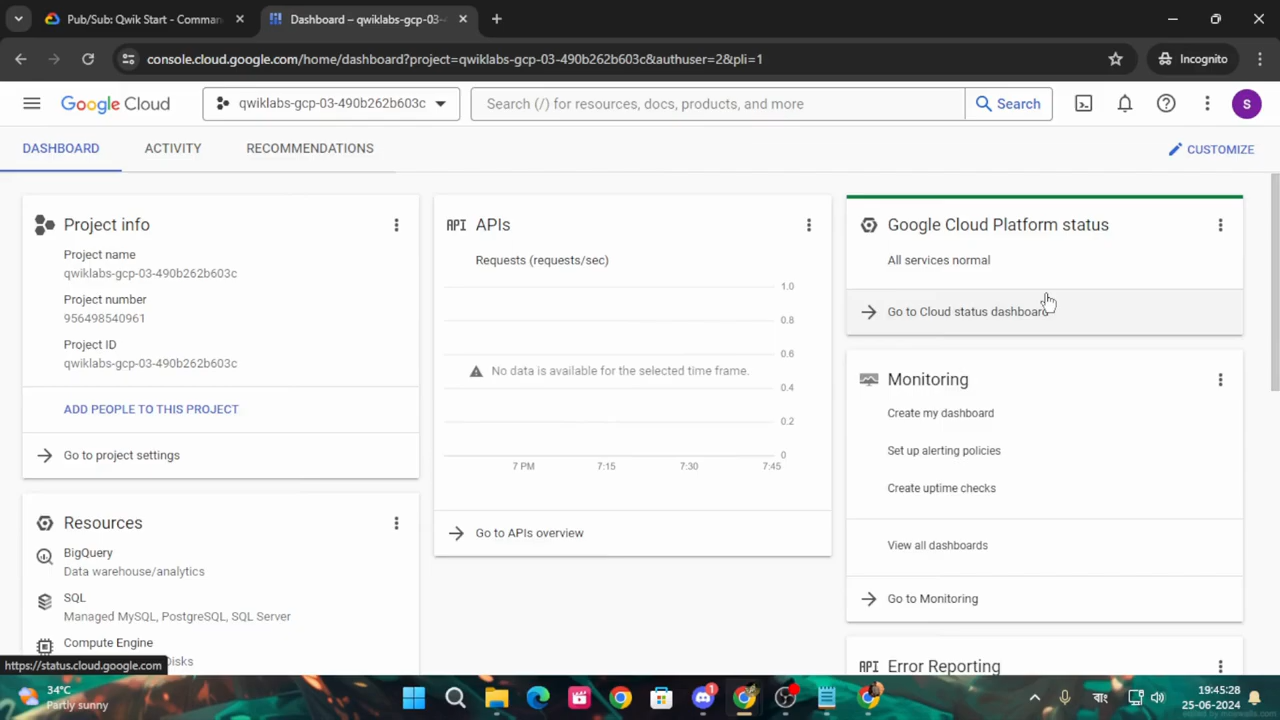 Pub/Sub: Qwik Start - Comman
Dashboard – qwiklabs-gcp-03-
console.cloud.google.com/home/dashboard?project=qwiklabs-gcp-03-490b262b603c&authuser=2&pli=1
Incognito
Google Cloud
qwiklabs-gcp-03-490b262b603c
Search (/) for resources, docs, products, and more
Search
S
DASHBOARD
ACTIVITY
RECOMMENDATIONS
CUSTOMIZE
Project info
Project name
qwiklabs-gcp-03-490b262b603c
Project number
956498540961
Project ID
qwiklabs-gcp-03-490b262b603c
ADD PEOPLE TO THIS PROJECT
Go to project settings
Resources
BigQuery
Data warehouse/analytics
SQL
Managed MySQL, PostgreSQL, SQL Server
Compute Engine
Disks
https://status.cloud.google.com
API APIs
Requests (requests/sec)
1.0
0.8
0.6
No data is available for the selected time frame.
0.4
0.2
0
7 PM 7:15 7:30 7:45
Go to APIs overview
Google Cloud Platform status
All services normal
Go to Cloud status dashboard
Monitoring
Create my dashboard
Set up alerting policies
Create uptime checks
View all dashboards
Go to Monitoring
API Error Reporting
34°C
Partly sunny
1
বাং
19:45:28
25-06-2024